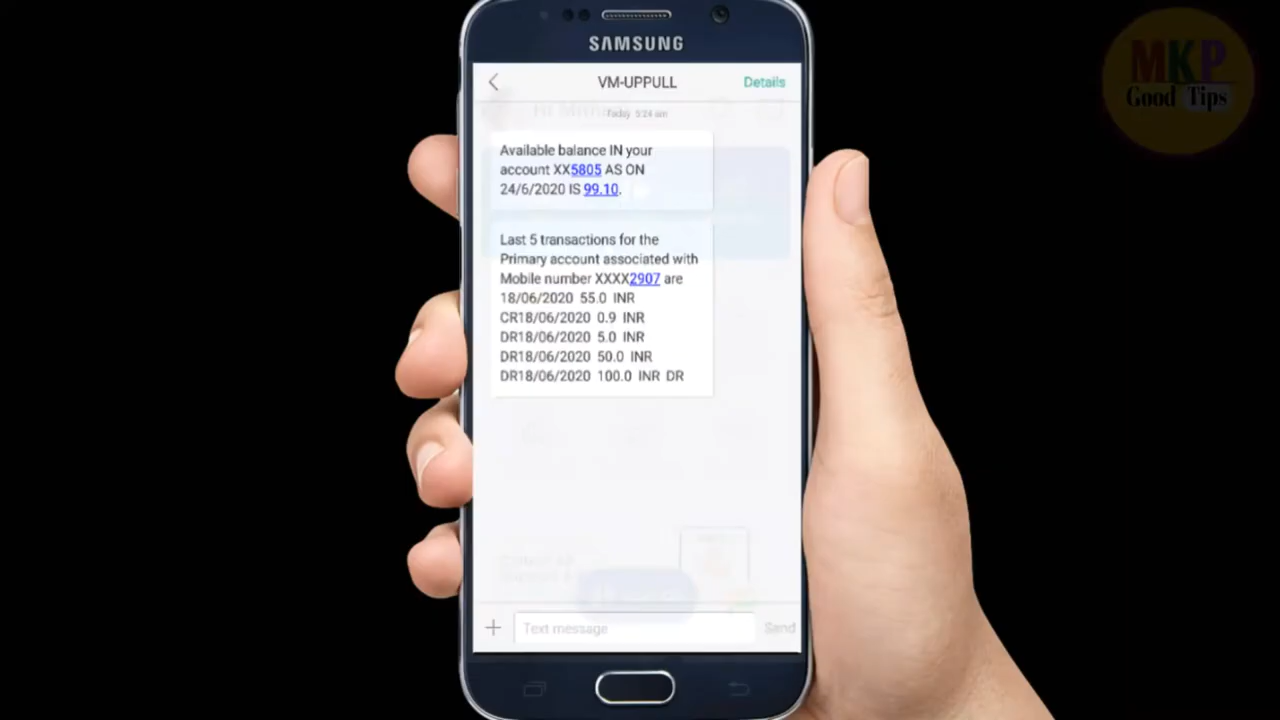 SAMSUNG
VM-UPPULL
Details
Today 5:24 am
Available balance IN your
account XX5805 AS ON
24/6/2020 IS 99.10.
Last 5 transactions for the
Primary account associated with
Mobile number XXXX2907 are
18/06/2020 55.0 INR
CR18/06/2020 0.9 INR
DR18/06/2020 5.0 INR
DR18/06/2020 50.0 INR
DR18/06/2020 100.0 INR DR
Text message
Send
MKP
Good Tips